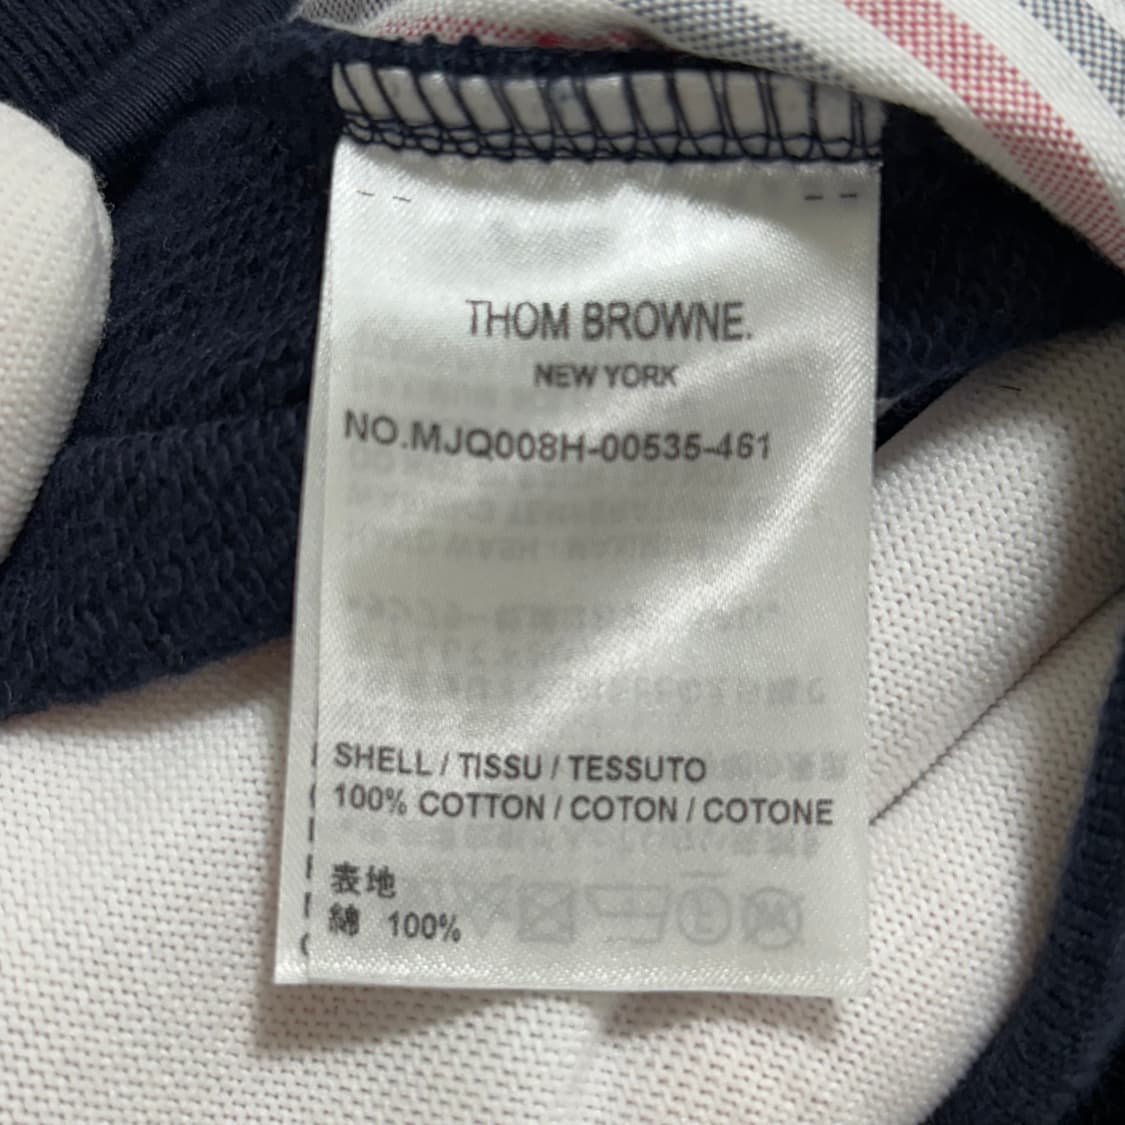 THOM BROWNE.
NEW YORK
NO.MJQ008H-00535-461
SHELL / TISSU / TESSUTO
100% COTTON / COTON / COTONE
表地
綿 100%